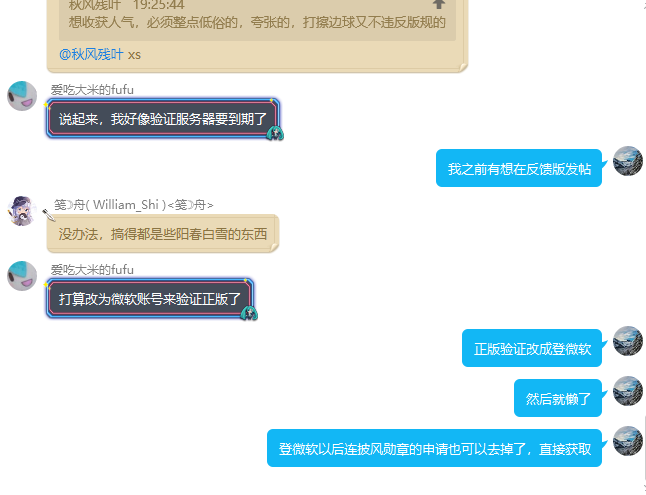 秋风残叶 19:25:44
想收获人气，必须整点低俗的，夸张的，打擦边球又不违反版规的
@秋风残叶 xs
爱吃大米的fufu
说起来，我好像验证服务器要到期了
我之前有想在反馈版发帖
笺☽舟( William_Shi )<笺☽舟>
没办法，搞得都是些阳春白雪的东西
爱吃大米的fufu
打算改为微软账号来验证正版了
正版验证改成登微软
然后就懒了
登微软以后连披风勋章的申请也可以去掉了，直接获取